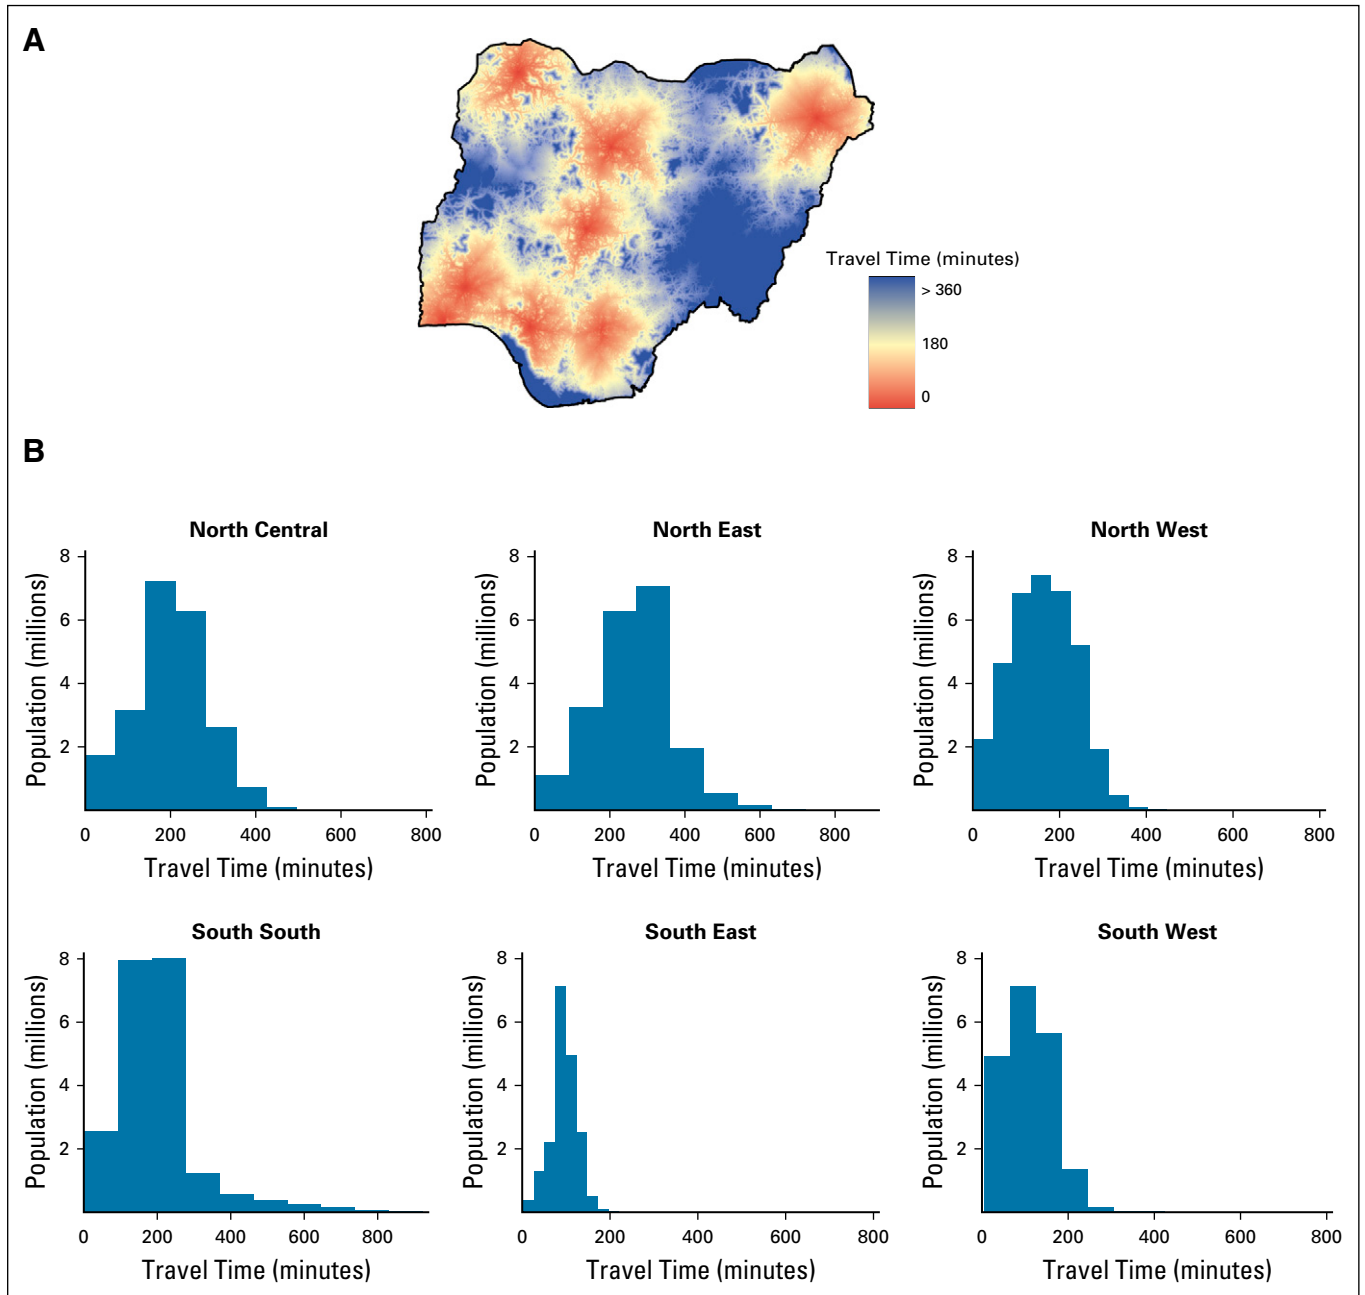 A
Travel Time (minutes)
> 360
180
0
B
North Central
Population (millions)
8
6
4
2
0 200 400 600 800
Travel Time (minutes)
North East
Population (millions)
8
6
4
2
0 200 400 600 800
Travel Time (minutes)
North West
Population (millions)
8
6
4
2
0 200 400 600 800
Travel Time (minutes)
South South
Population (millions)
8
6
4
2
0 200 400 600 800
Travel Time (minutes)
South East
Population (millions)
8
6
4
2
0 200 400 600 800
Travel Time (minutes)
South West
Population (millions)
8
6
4
2
0 200 400 600 800
Travel Time (minutes)